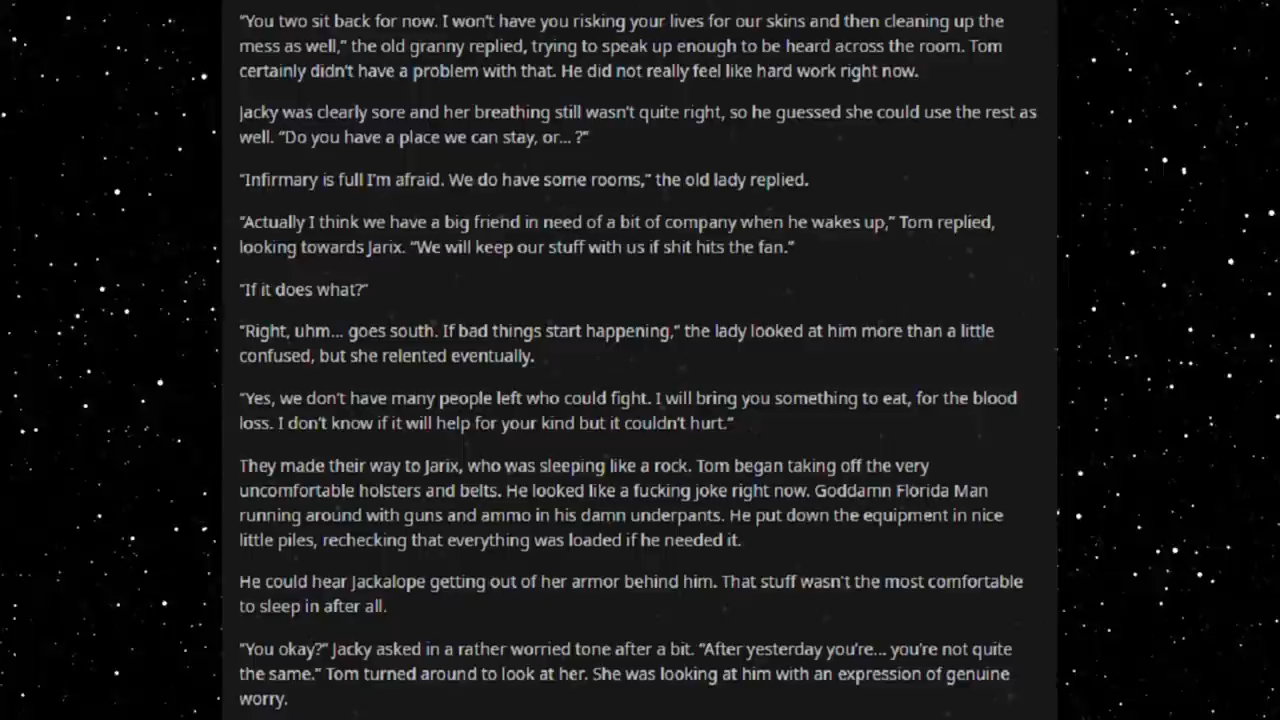 “You two sit back for now. I won’t have you risking your lives for our skins and then cleaning up the
mess as well,” the old granny replied, trying to speak up enough to be heard across the room. Tom
certainly didn’t have a problem with that. He did not really feel like hard work right now.
Jacky was clearly sore and her breathing still wasn’t quite right, so he guessed she could use the rest as
well. “Do you have a place we can stay, or... ?”
“Infirmary is full I’m afraid. We do have some rooms,” the old lady replied.
“Actually I think we have a big friend in need of a bit of company when he wakes up,” Tom replied,
looking towards Jarix. “We will keep our stuff with us if shit hits the fan.”
“If it does what?”
“Right, uhm... goes south. If bad things start happening,” the lady looked at him more than a little
confused, but she relented eventually.
“Yes, we don’t have many people left who could fight. I will bring you something to eat, for the blood
loss. I don’t know if it will help for your kind but it couldn’t hurt.”
They made their way to Jarix, who was sleeping like a rock. Tom began taking off the very
uncomfortable holsters and belts. He looked like a fucking joke right now. Goddamn Florida Man
running around with guns and ammo in his damn underpants. He put down the equipment in nice
little piles, rechecking that everything was loaded if he needed it.
He could hear Jackalope getting out of her armor behind him. That stuff wasn’t the most comfortable
to sleep in after all.
“You okay?” Jacky asked in a rather worried tone after a bit. “After yesterday you’re... you’re not quite
the same.” Tom turned around to look at her. She was looking at him with an expression of genuine
worry.